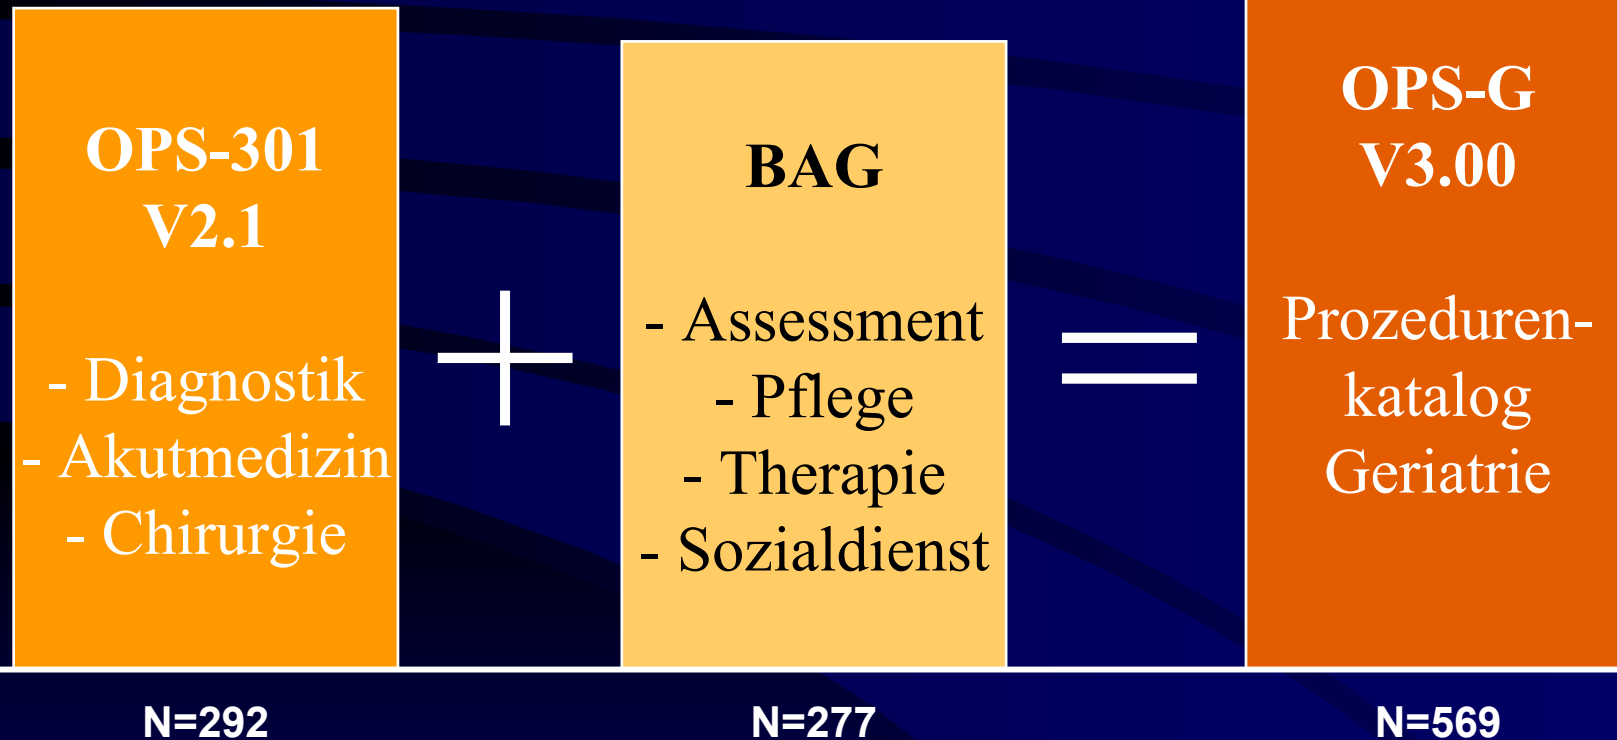 OPS-301
V2.1
- Diagnostik
- Akutmedizin
- Chirurgie
N=292
+
BAG
- Assessment
- Pflege
- Therapie
- Sozialdienst
N=277
=
OPS-G
V3.00
Prozeduren-
katalog
Geriatrie
N=569